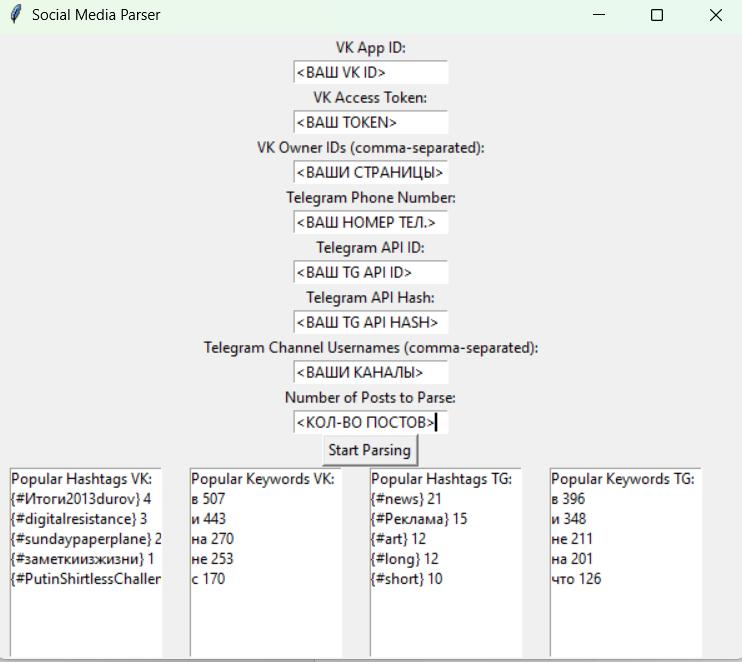 Social Media Parser
VK App ID:
<ВАШ VK ID>
VK Access Token:
<ВАШ TOKEN>
VK Owner IDs (comma-separated):
<ВАШИ СТРАНИЦЫ>
Telegram Phone Number:
<ВАШ НОМЕР ТЕЛ.>
Telegram API ID:
<ВАШ TG API ID>
Telegram API Hash:
<ВАШ TG API HASH>
Telegram Channel Usernames (comma-separated):
<ВАШИ КАНАЛЫ>
Number of Posts to Parse:
<КОЛ-ВО ПОСТОВ>
Start Parsing
Popular Hashtags VK:
{#Итоги2013durov} 4
{#digitalresistance} 3
{#sundaypaperplane} 2
{#заметкиизжизни} 1
{#PutinShirtlessChallen
Popular Keywords VK:
в 507
и 443
на 270
не 253
с 170
Popular Hashtags TG:
{#news} 21
{#Реклама} 15
{#art} 12
{#long} 12
{#short} 10
Popular Keywords TG:
в 396
и 348
не 211
на 201
что 126